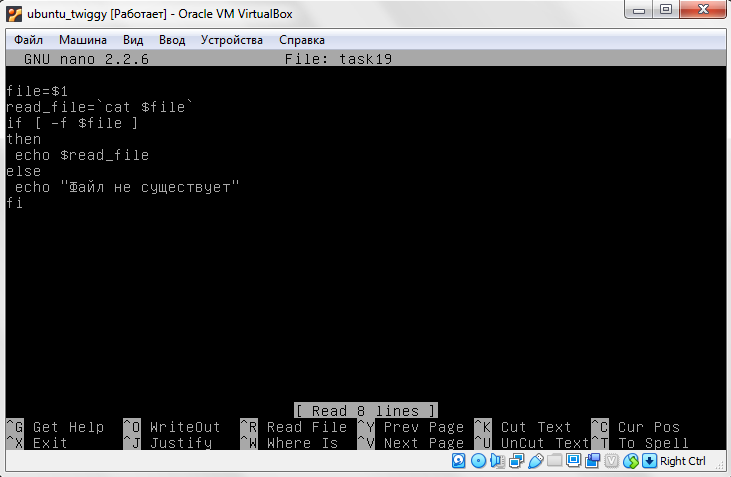 ubuntu_twiggy [Работает] - Oracle VM VirtualBox
Файл Машина Вид Ввод Устройства Справка
GNU nano 2.2.6 File: task19
file=$1
read_file=`cat $file`
if [ -f $file ]
then
echo $read_file
else
echo "Файл не существует"
fi
[ Read 8 lines ]
^G Get Help ^O WriteOut ^R Read File ^Y Prev Page ^K Cut Text ^C Cur Pos
^X Exit ^J Justify ^W Where Is ^V Next Page ^U UnCut Text ^T To Spell
Right Ctrl